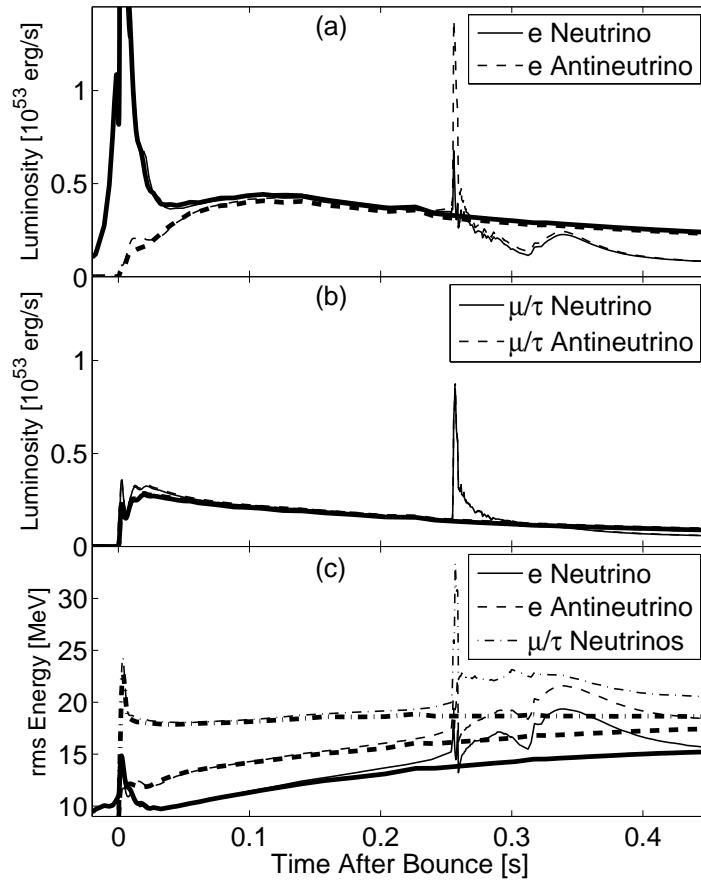 (a)
e Neutrino
e Antineutrino
Luminosity [10^53 erg/s]
1
0.5
0
(b)
μ/τ Neutrino
μ/τ Antineutrino
Luminosity [10^53 erg/s]
1
0.5
0
(c)
e Neutrino
e Antineutrino
μ/τ Neutrinos
rms Energy [MeV]
30
25
20
15
10
0 0.1 0.2 0.3 0.4
Time After Bounce [s]